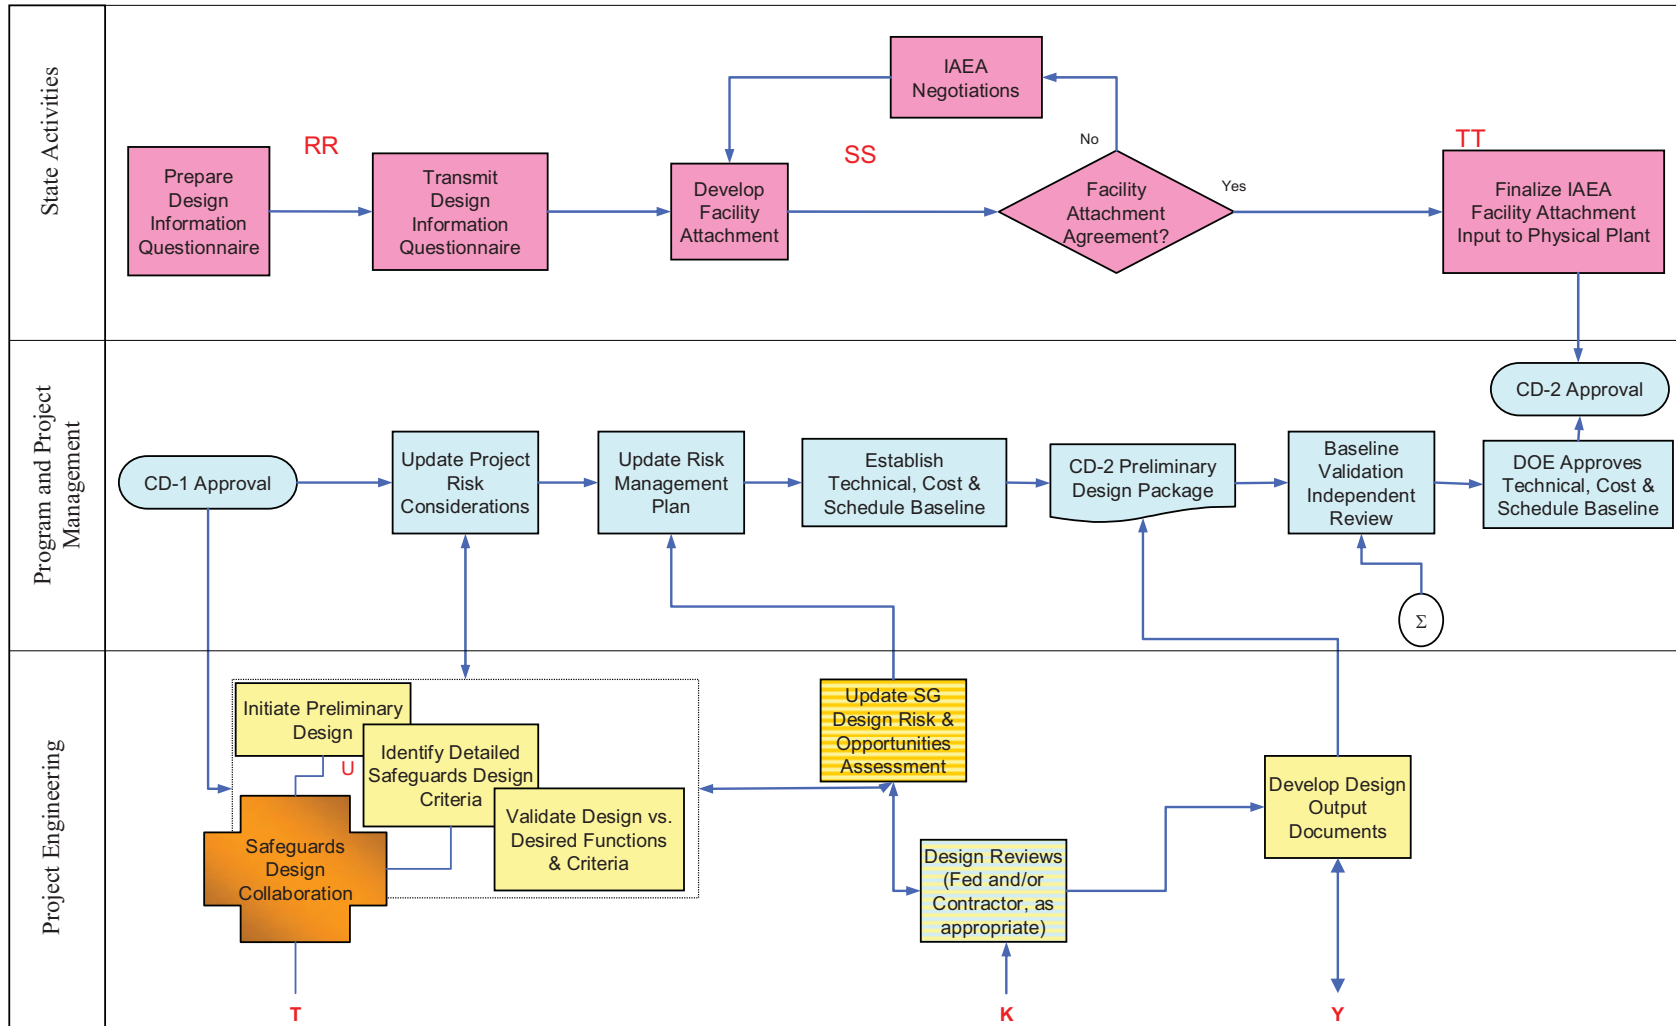 State Activities
IAEA
Negotiations
No
RR
SS
TT
Prepare
Design
Information
Questionnaire
Transmit
Design
Information
Questionnaire
Develop
Facility
Attachment
Facility
Attachment
Agreement?
Yes
Finalize IAEA
Facility Attachment
Input to Physical Plant
Program and Project
Management
CD-2 Approval
CD-1 Approval
Update Project
Risk
Considerations
Update Risk
Management
Plan
Establish
Technical, Cost &
Schedule Baseline
CD-2 Preliminary
Design Package
Baseline
Validation
Independent
Review
DOE Approves
Technical, Cost &
Schedule Baseline
Σ
Project Engineering
Initiate Preliminary
Design
U
Identify Detailed
Safeguards Design
Criteria
Validate Design vs.
Desired Functions
& Criteria
Safeguards
Design
Collaboration
Update SG
Design Risk &
Opportunities
Assessment
Design Reviews
(Fed and/or
Contractor, as
appropriate)
Develop Design
Output
Documents
T
K
Y